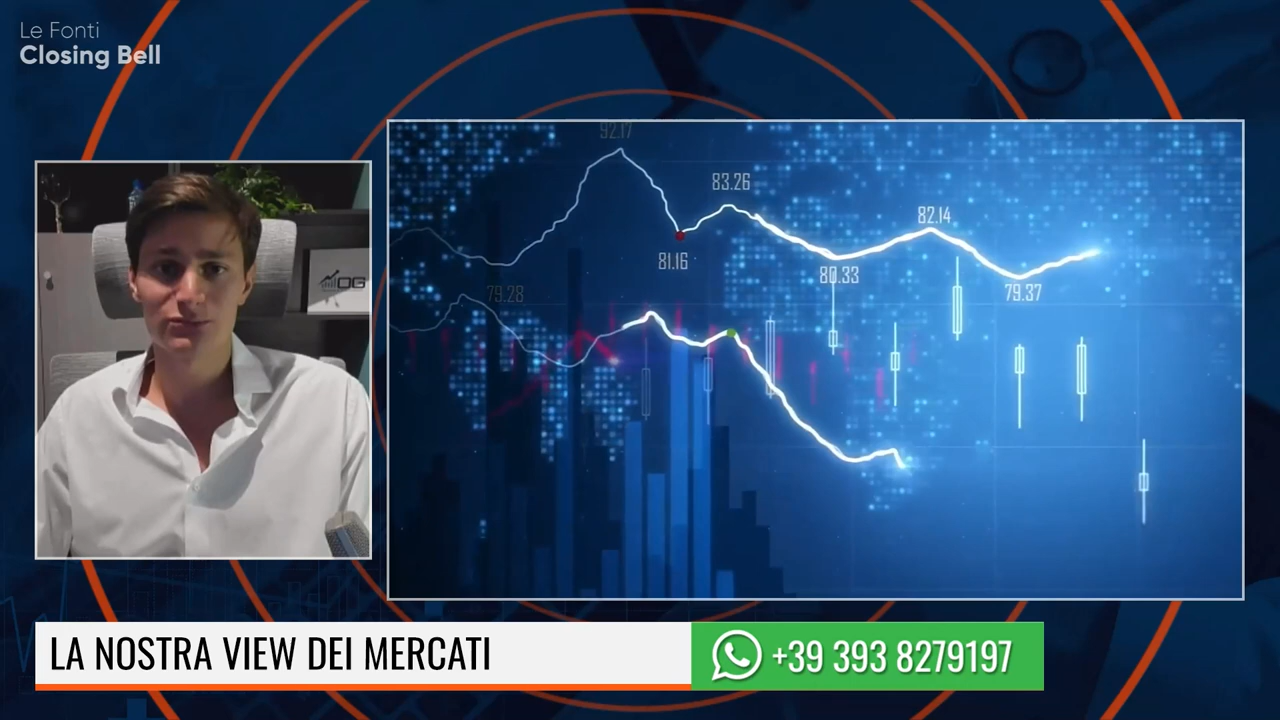 Le Fonti
Closing Bell
92.17
83.26
82.14
81.16
80.33
79.37
79.28
OG
LA NOSTRA VIEW DEI MERCATI
+39 393 8279197